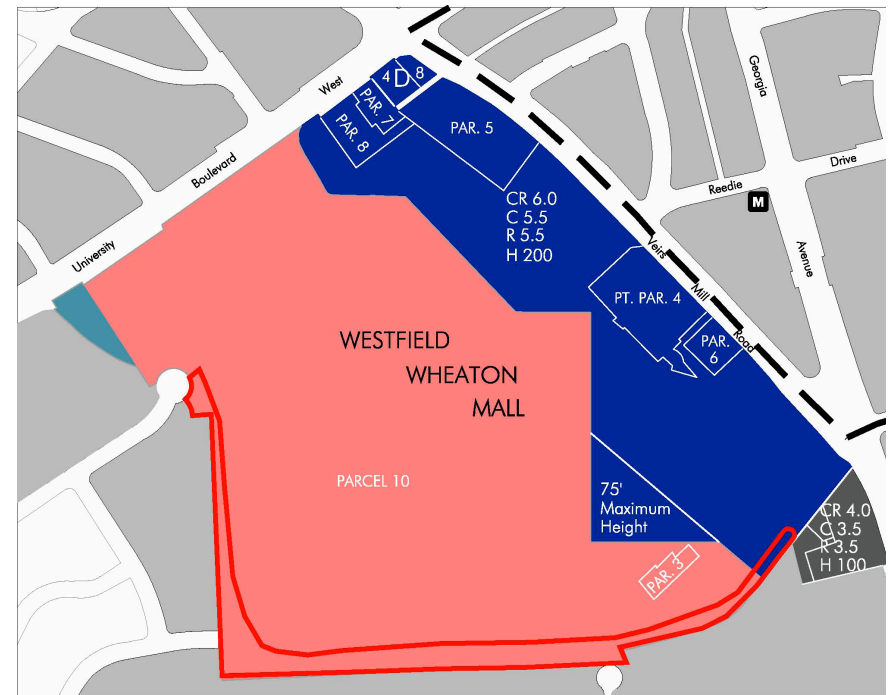 West
4 D 8
PAR. 7
PAR. 8
PAR. 5
Georgia
Boulevard
Drive
Reedie
M
CR 6.0
C 5.5
R 5.5
H 200
University
Veirs
Mill
Road
Avenue
PT. PAR. 4
PAR.
6
WESTFIELD
WHEATON
MALL
PARCEL 10
75'
Maximum
Height
CR 4.0
C 3.5
R 3.5
H 100
PAR. 3